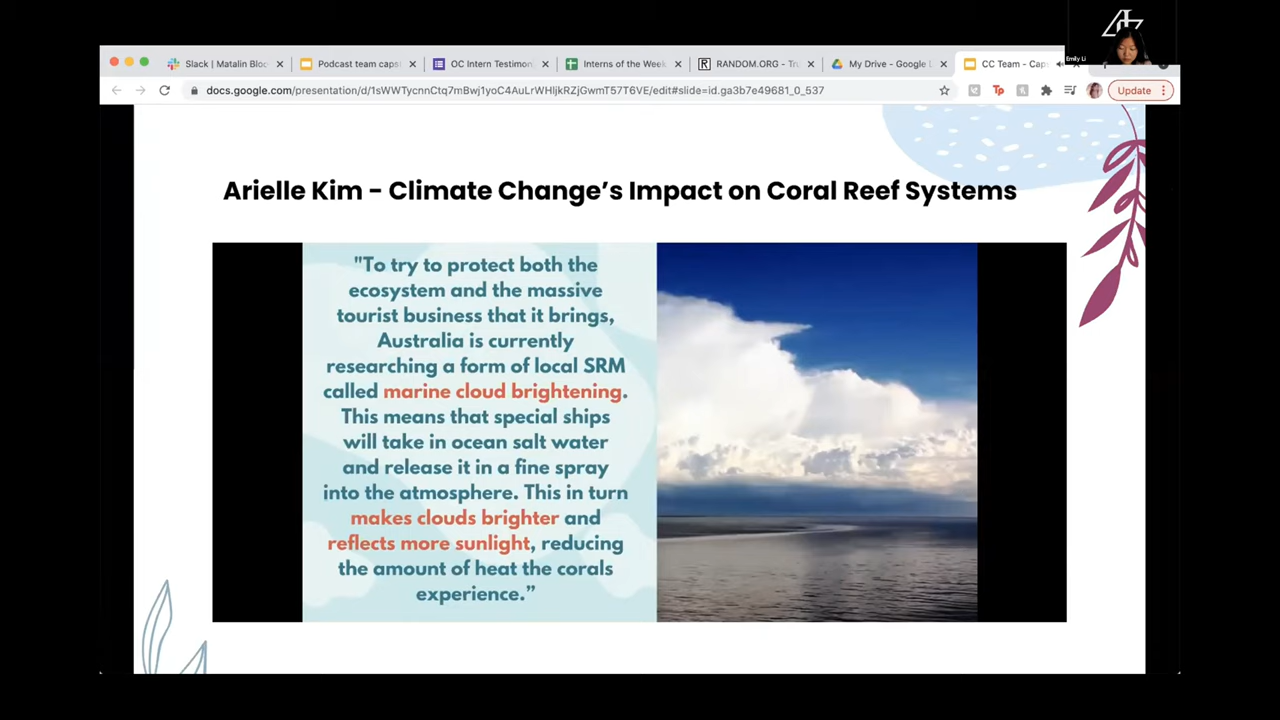 Slack | Matalin Bloc
Podcast team caps
OC Intern Testimon
Interns of the Week
RANDOM.ORG - Tr
My Drive - Google
CC Team - Cap
Emily Li
docs.google.com/presentation/d/1sWWTycnnCtq7mBwj1yoC4AuLrWHIjkRZjGwmT57T6VE/edit#slide=id.ga3b7e49681_0_537
Tp
Update
Arielle Kim - Climate Change's Impact on Coral Reef Systems
"To try to protect both the
ecosystem and the massive
tourist business that it brings,
Australia is currently
researching a form of local SRM
called marine cloud brightening.
This means that special ships
will take in ocean salt water
and release it in a fine spray
into the atmosphere. This in turn
makes clouds brighter and
reflects more sunlight, reducing
the amount of heat the corals
experience.”